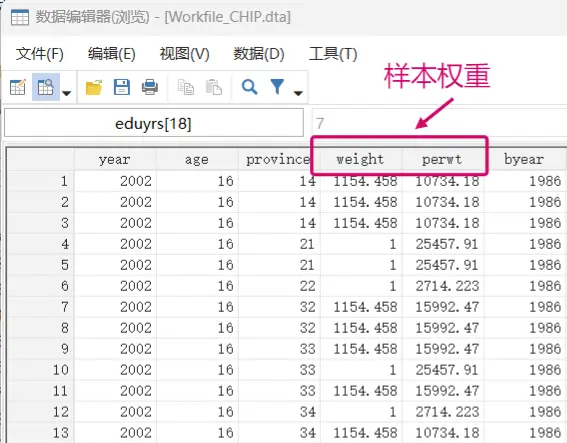 数据编辑器(浏览) - [Workfile_CHIP.dta]
文件(F) 编辑(E) 视图(V) 数据(D) 工具(T)
样本权重
eduyrs[18] 7
year age province weight perwt byear
1 2002 16 14 1154.458 10734.18 1986
2 2002 16 14 1154.458 10734.18 1986
3 2002 16 14 1154.458 10734.18 1986
4 2002 16 21 1 25457.91 1986
5 2002 16 21 1 25457.91 1986
6 2002 16 22 1 2714.223 1986
7 2002 16 32 1154.458 15992.47 1986
8 2002 16 32 1154.458 15992.47 1986
9 2002 16 33 1154.458 15992.47 1986
10 2002 16 33 1 25457.91 1986
11 2002 16 33 1154.458 15992.47 1986
12 2002 16 34 1 2714.223 1986
13 2002 16 34 1154.458 10734.18 1986